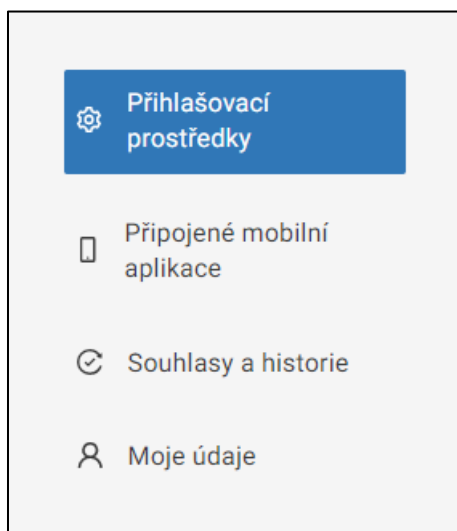 Přihlašovací
prostředky
Připojené mobilní
aplikace
Souhlasy a historie
Moje údaje